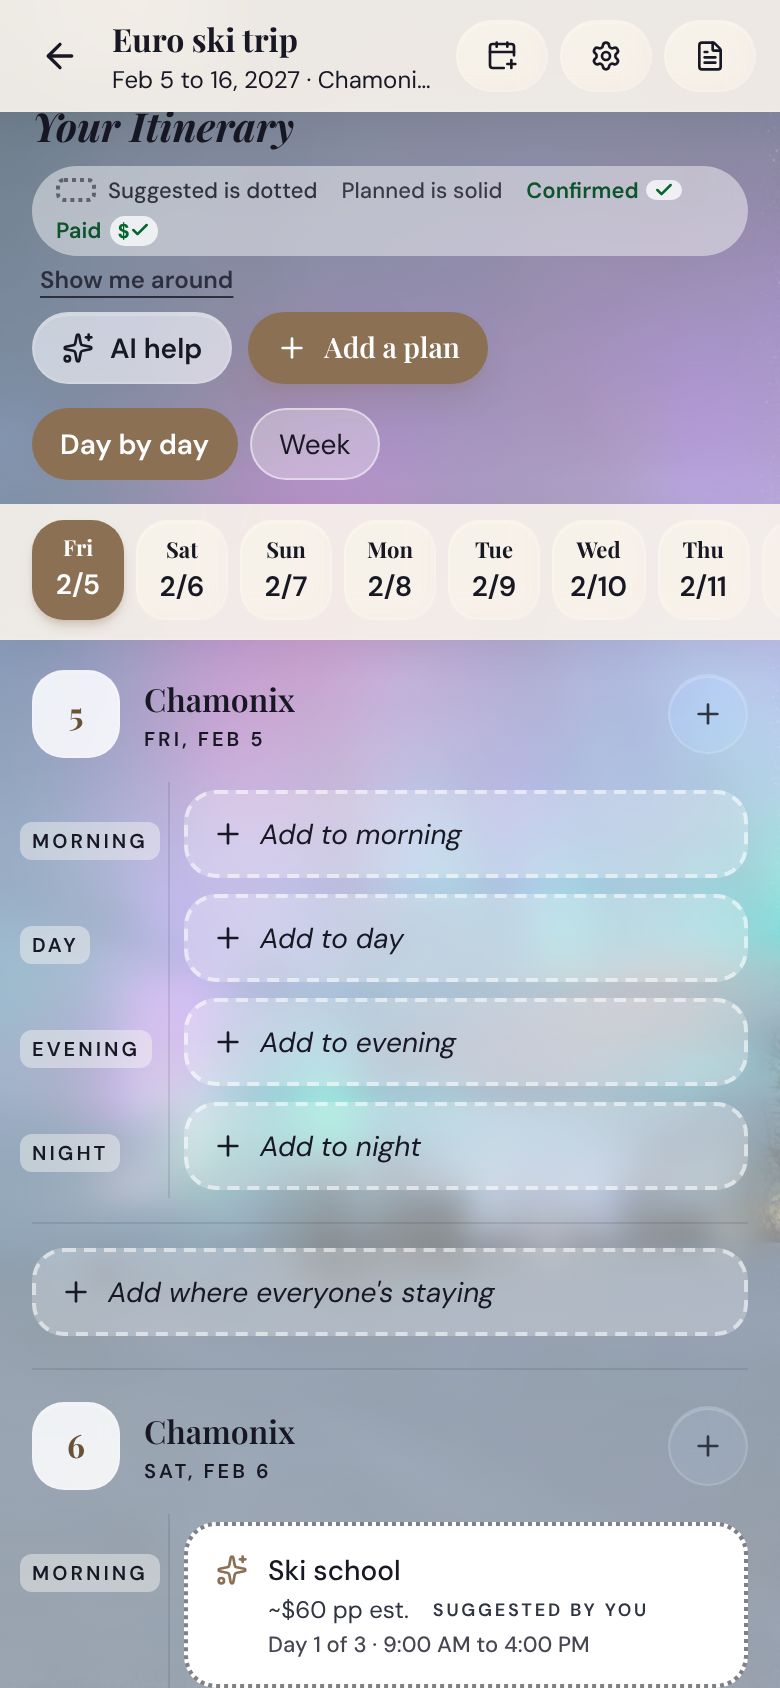 Euro ski trip
Feb 5 to 16, 2027 · Chamoni...
Your Itinerary
Suggested is dotted Planned is solid Confirmed ✓
Paid $✓
Show me around
AI help + Add a plan
Day by day Week
Fri Sat Sun Mon Tue Wed Thu
2/5 2/6 2/7 2/8 2/9 2/10 2/11
5 Chamonix +
FRI, FEB 5
MORNING + Add to morning
DAY + Add to day
EVENING + Add to evening
NIGHT + Add to night
+ Add where everyone's staying
6 Chamonix +
SAT, FEB 6
MORNING Ski school
~$60 pp est. SUGGESTED BY YOU
Day 1 of 3 · 9:00 AM to 4:00 PM